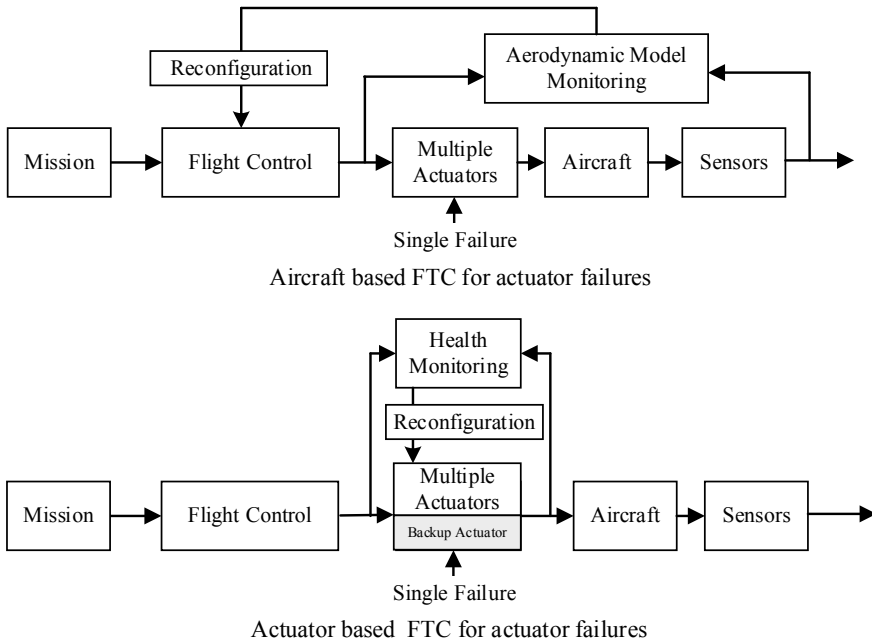 Aerodynamic Model
Monitoring
Reconfiguration
Mission
Flight Control
Multiple
Actuators
Aircraft
Sensors
Single Failure
Aircraft based FTC for actuator failures
Health
Monitoring
Reconfiguration
Mission
Flight Control
Multiple
Actuators
Backup Actuator
Aircraft
Sensors
Single Failure
Actuator based FTC for actuator failures